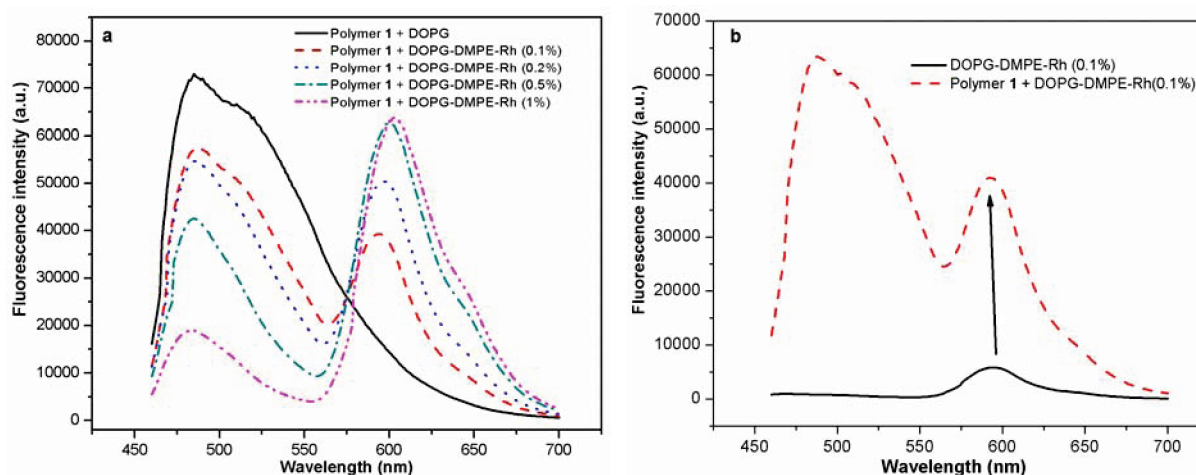 a
Polymer 1 + DOPG
Polymer 1 + DOPG-DMPE-Rh (0.1%)
Polymer 1 + DOPG-DMPE-Rh (0.2%)
Polymer 1 + DOPG-DMPE-Rh (0.5%)
Polymer 1 + DOPG-DMPE-Rh (1%)
Fluorescence intensity (a.u.)
80000
70000
60000
50000
40000
30000
20000
10000
0
450 500 550 600 650 700
Wavelength (nm)
b
DOPG-DMPE-Rh (0.1%)
Polymer 1 + DOPG-DMPE-Rh(0.1%)
Fluorescence intensity (a.u.)
70000
60000
50000
40000
30000
20000
10000
0
450 500 550 600 650 700
Wavelength (nm)